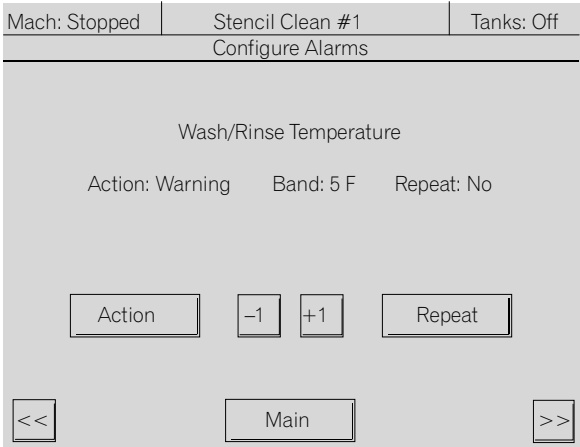 Mach: Stopped Stencil Clean #1 Tanks: Off
Configure Alarms
Wash/Rinse Temperature
Action: Warning Band: 5 F Repeat: No
Action –1 +1 Repeat
<< Main >>